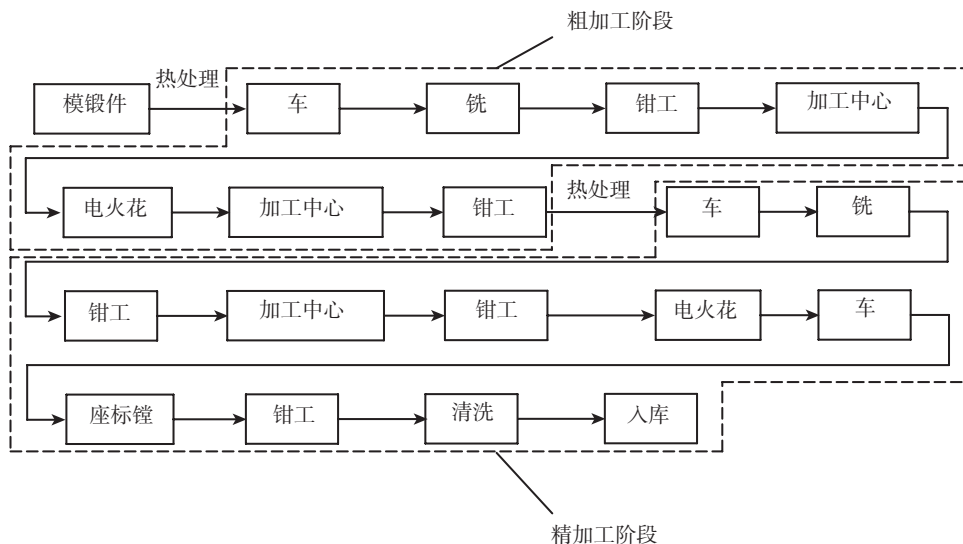 粗加工阶段
模锻件
热处理
车
铣
钳工
加工中心
电火花
加工中心
钳工
热处理
车
铣
钳工
加工中心
钳工
电火花
车
座标镗
钳工
清洗
入库
精加工阶段